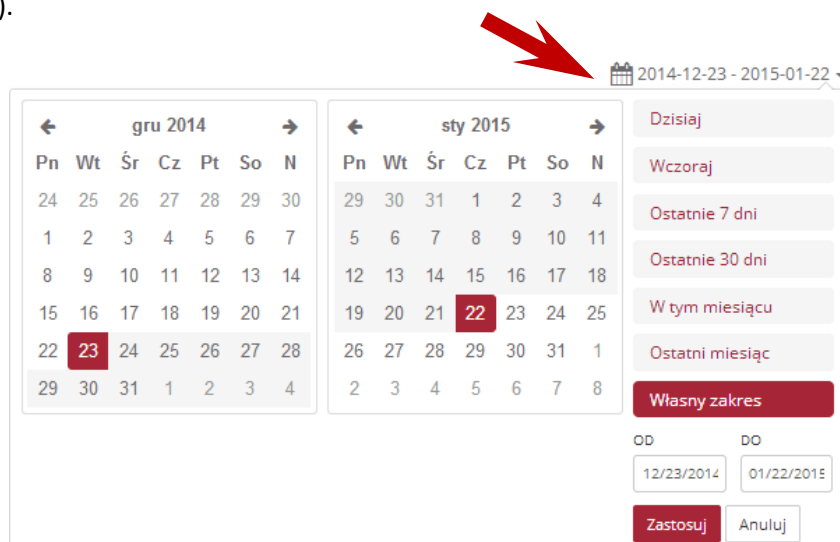 ).
2014-12-23 - 2015-01-22
gru 2014
Pn Wt Śr Cz Pt So N
24 25 26 27 28 29 30
1 2 3 4 5 6 7
8 9 10 11 12 13 14
15 16 17 18 19 20 21
22 23 24 25 26 27 28
29 30 31 1 2 3 4
sty 2015
Pn Wt Śr Cz Pt So N
29 30 31 1 2 3 4
5 6 7 8 9 10 11
12 13 14 15 16 17 18
19 20 21 22 23 24 25
26 27 28 29 30 31 1
2 3 4 5 6 7 8
Dzisiaj
Wczoraj
Ostatnie 7 dni
Ostatnie 30 dni
W tym miesiącu
Ostatni miesiąc
Własny zakres
OD DO
12/23/2014 01/22/2015
Zastosuj Anuluj